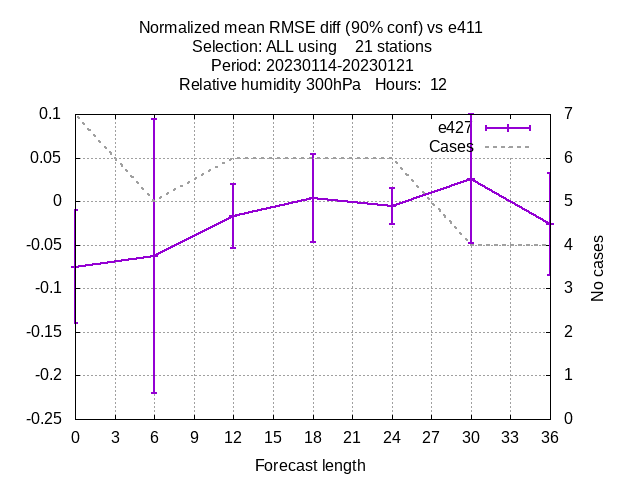 Normalized mean RMSE diff (90% conf) vs e411
Selection: ALL using    21 stations
Period: 20230114-20230121
Relative humidity 300hPa   Hours:  12
e427
Cases
0.1
0.05
0
-0.05
-0.1
-0.15
-0.2
-0.25
7
6
5
4
3
2
1
0
No cases
0 3 6 9 12 15 18 21 24 27 30 33 36
Forecast length